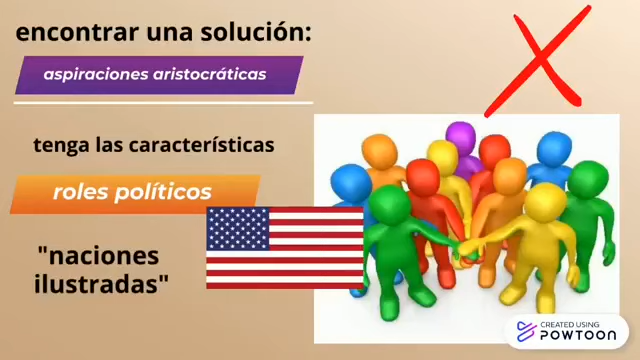 encontrar una solución:
aspiraciones aristocráticas
tenga las características
roles políticos
"naciones
ilustradas"
CREATED USING
POWTOON